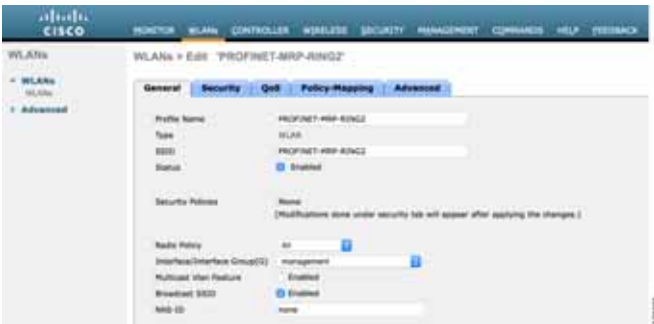 CISCO
MONITOR WLANs CONTROLLER WIRELESS SECURITY MANAGEMENT COMMANDS HELP FEEDBACK
WLANs
WLANs
WLANs
Advanced
WLANs > Edit 'PROFINET-MRP-RING2'
General Security QoS Policy-Mapping Advanced
Profile Name PROFINET-MRP-RING2
Type WLAN
SSID PROFINET-MRP-RING2
Status Enabled
Security Policies None
(Modifications done under security tab will appear after applying the changes.)
Radio Policy All
Interface/Interface Group(G) management
Multicast Vlan Feature Enabled
Broadcast SSID Enabled
NAS-ID none